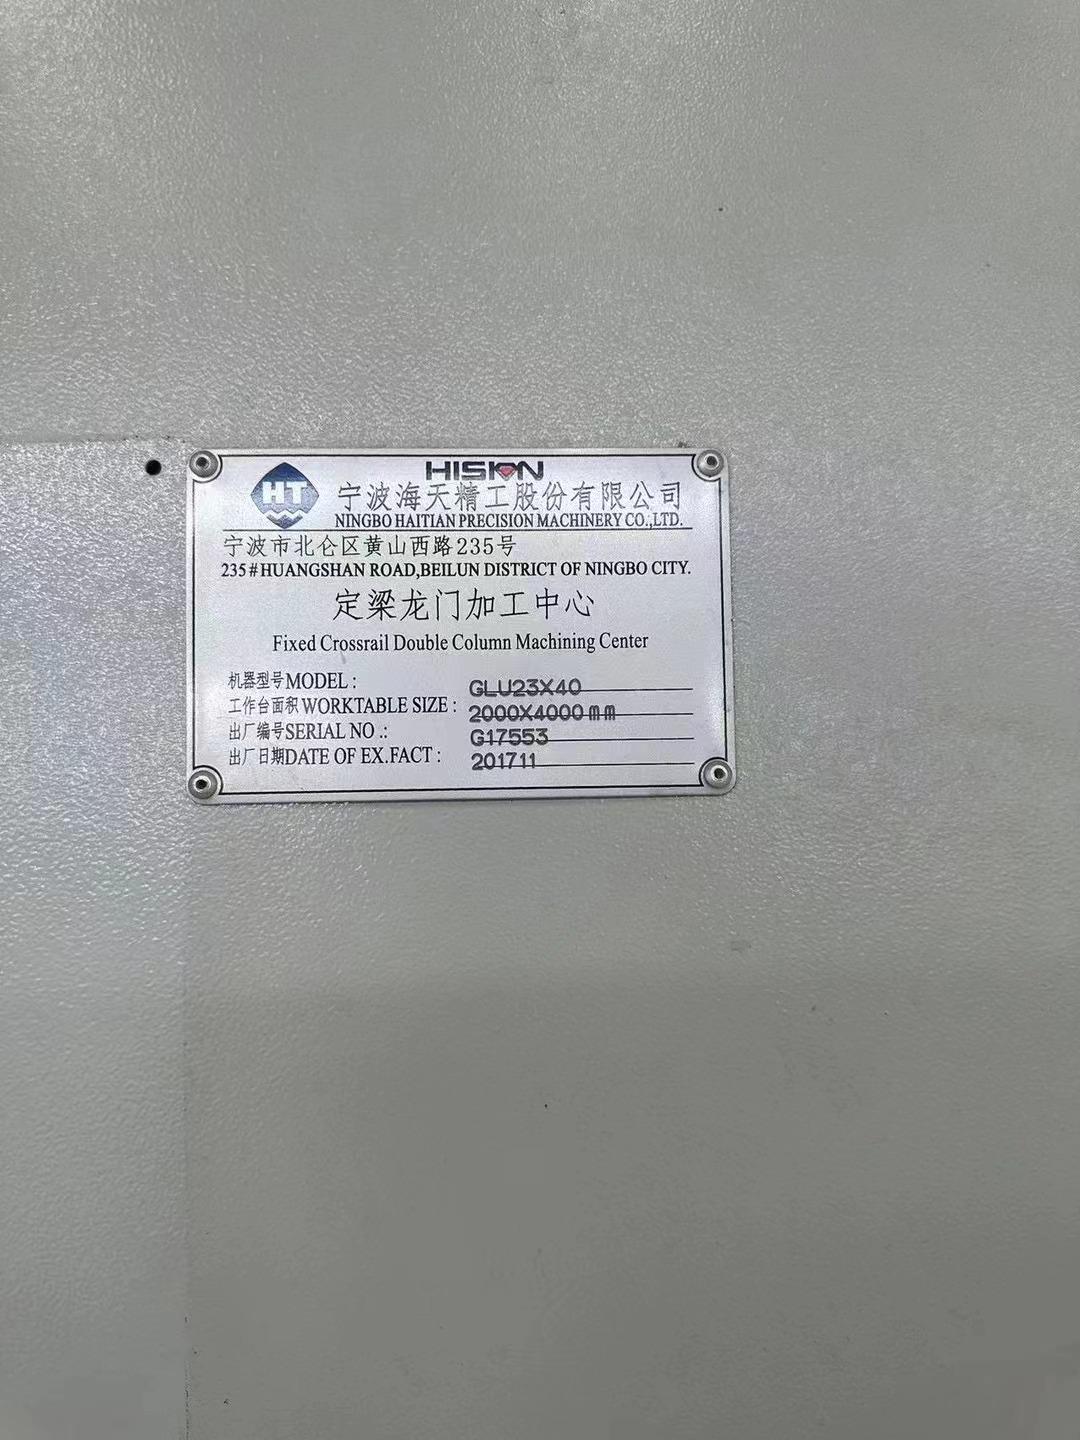 HISION
HT
宁波海天精工股份有限公司
NINGBO HAITIAN PRECISION MACHINERY CO.,LTD.
宁波市北仑区黄山西路235号
235#HUANGSHAN ROAD,BEILUN DISTRICT OF NINGBO CITY.
定梁龙门加工中心
Fixed Crossrail Double Column Machining Center
机器型号MODEL: GLU23X40
工作台面积WORKTABLE SIZE: 2000X4000mm
出厂编号SERIAL NO.: G17553
出厂日期DATE OF EX.FACT: 201711